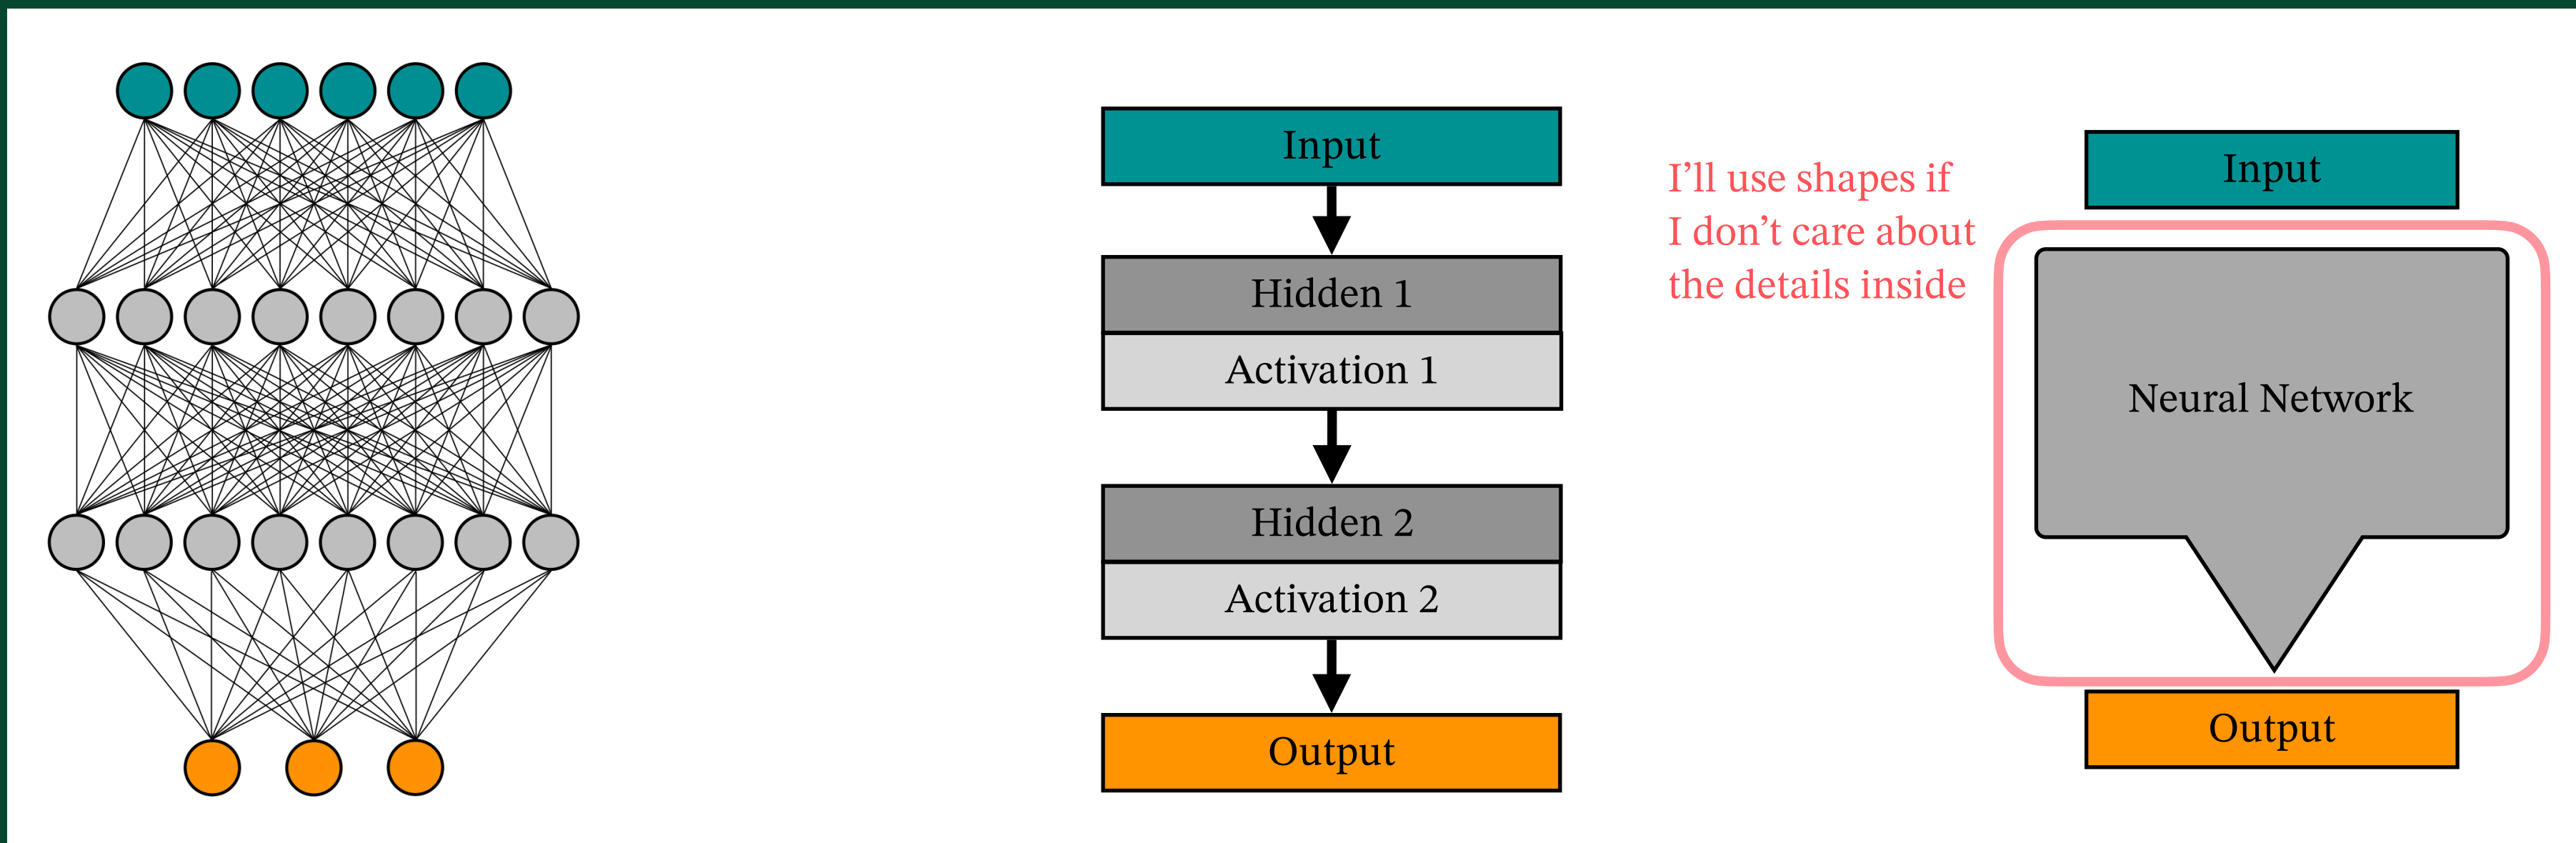 Input
Hidden 1
Activation 1
Hidden 2
Activation 2
Output
I’ll use shapes if
I don’t care about
the details inside
Input
Neural Network
Output